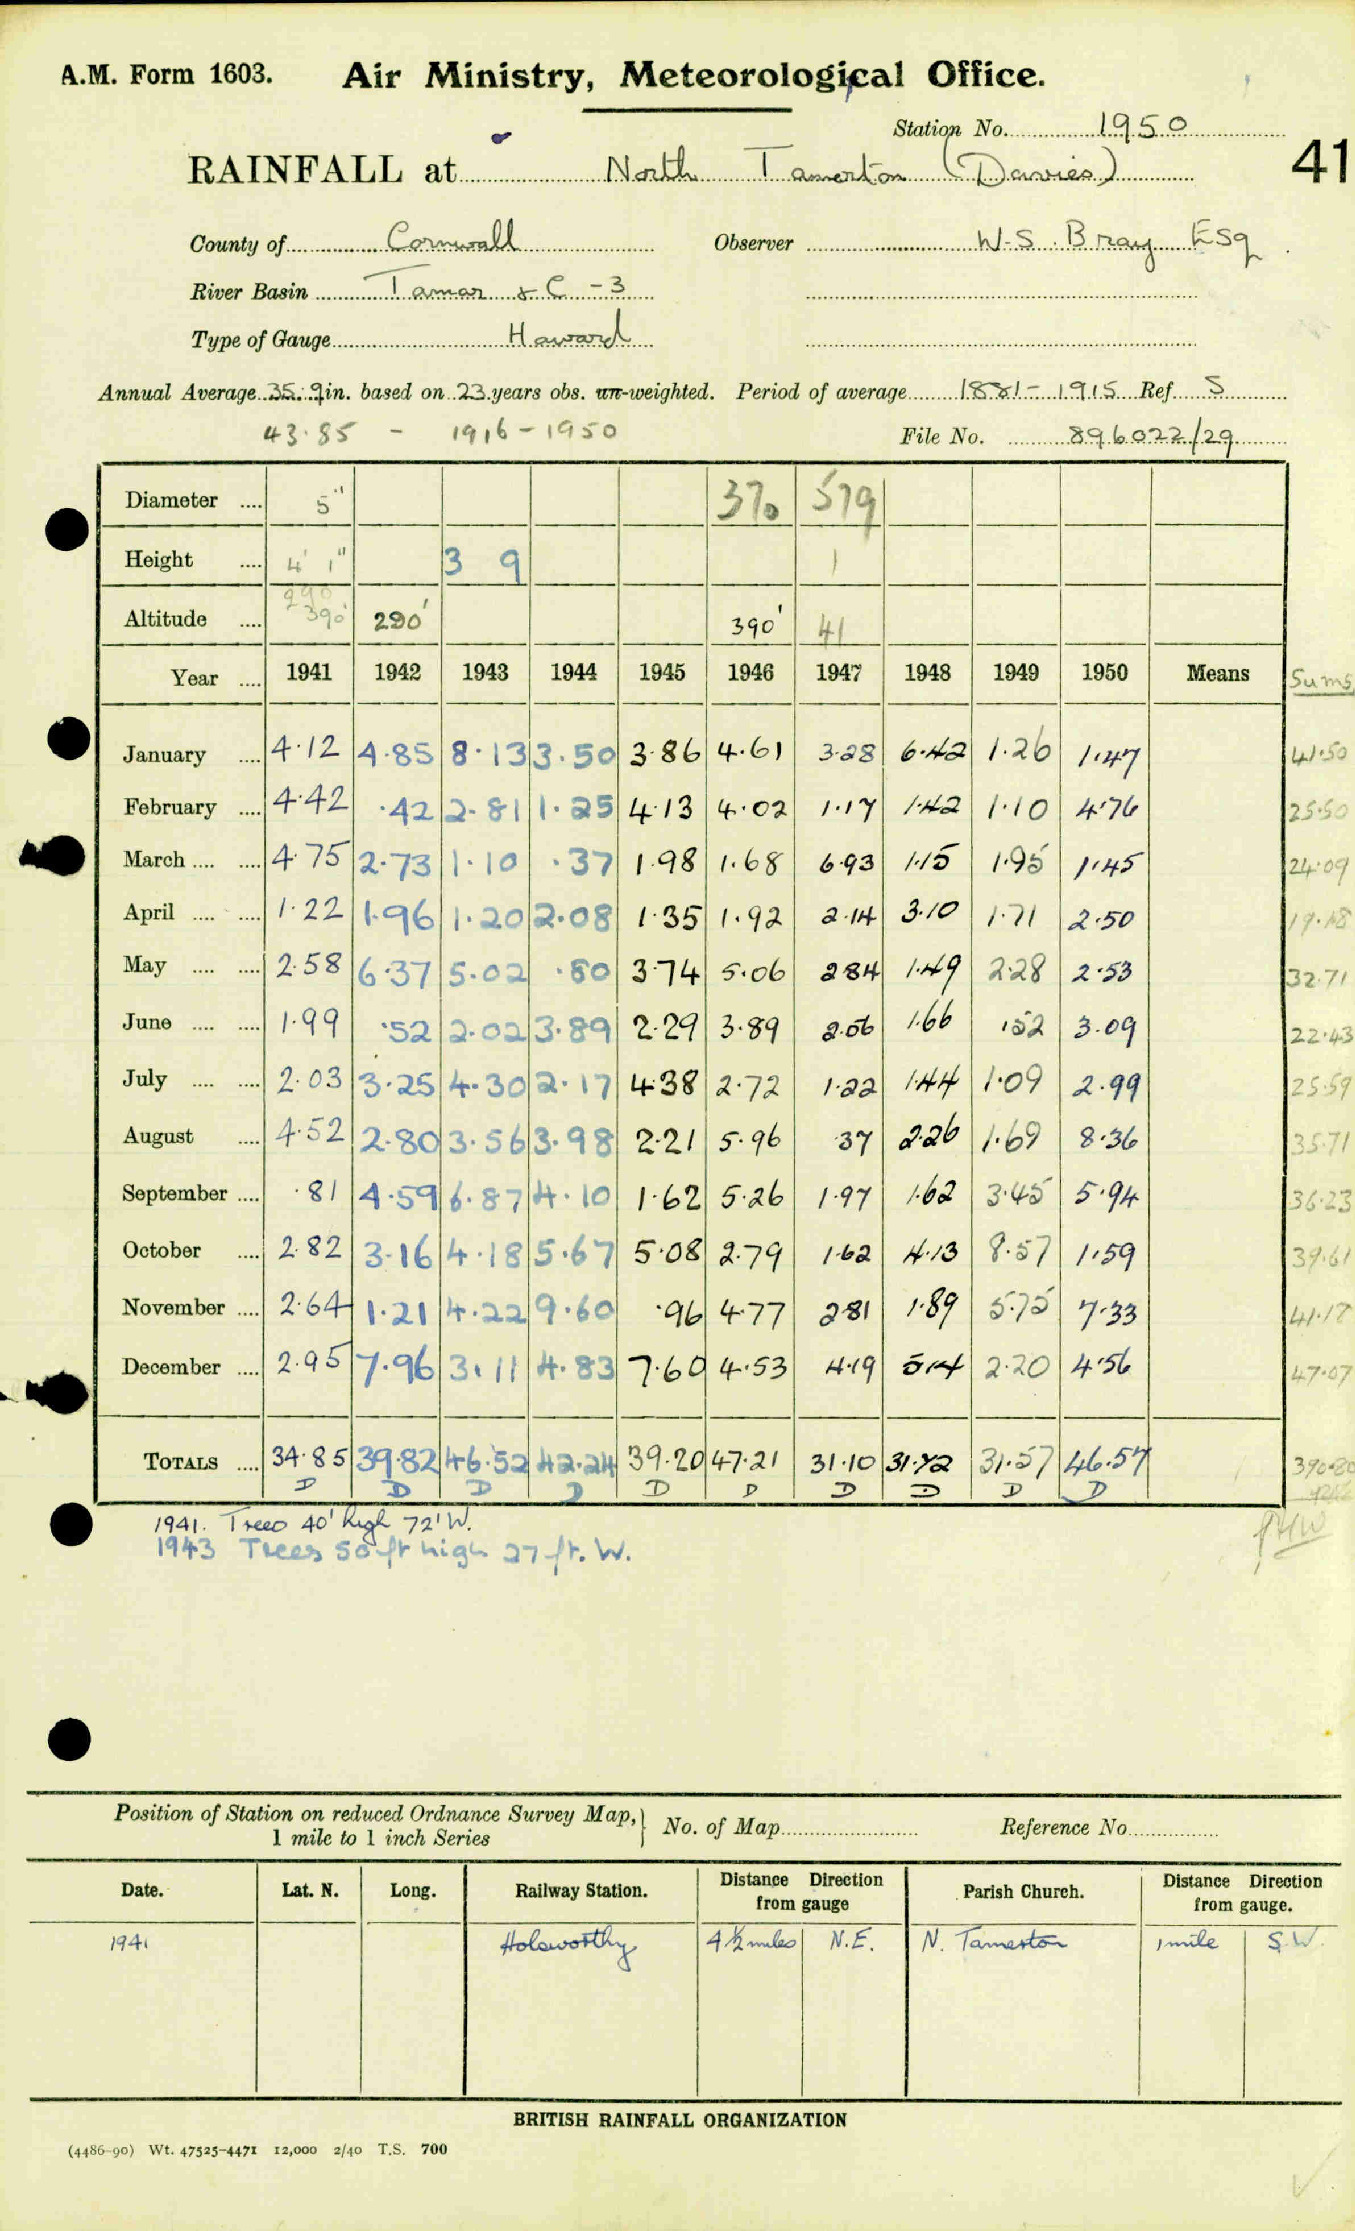 A.M. Form 1603. Air Ministry, Meteorological Office.
Station No. 1950
RAINFALL at North Tamerton (Davies) 41
County of Cornwall Observer W.S. Bray Esq
River Basin Tamar & C -3
Type of Gauge Howard
Annual Average 35.9 in. based on 23 years obs. un-weighted. Period of average 1881-1915 Ref. S
43.85 - 1916-1950 File No. 896022/29
Diameter .... 5" 370 579
Height .... 4' 1" 3 9 1
Altitude .... 290 390' 290' 390' 41
Year .... 1941 1942 1943 1944 1945 1946 1947 1948 1949 1950 Means Sums
January .... 4.12 4.85 8.13 3.50 3.86 4.61 3.28 6.42 1.26 1.47 41.50
February .... 4.42 .42 2.81 1.25 4.13 4.02 1.17 1.42 1.10 4.76 25.50
March .... .... 4.75 2.73 1.10 .37 1.98 1.68 6.93 1.15 1.95 1.45 24.09
April .... .... 1.22 1.96 1.20 2.08 1.35 1.92 2.14 3.10 1.71 2.50 19.18
May .... .... 2.58 6.37 5.02 .80 3.74 5.06 2.84 1.49 2.28 2.53 32.71
June .... .... 1.99 .52 2.02 3.89 2.29 3.89 2.56 1.66 .52 3.09 22.43
July .... .... 2.03 3.25 4.30 2.17 4.38 2.72 1.22 1.44 1.09 2.99 25.59
August .... 4.52 2.80 3.56 3.98 2.21 5.96 .37 2.26 1.69 8.36 35.71
September .... .81 4.59 6.87 4.10 1.62 5.26 1.97 1.62 3.45 5.94 36.23
October .... 2.82 3.16 4.18 5.67 5.08 2.79 1.62 4.13 8.57 1.59 39.61
November .... 2.64 1.21 4.22 9.60 .96 4.77 2.81 1.89 5.75 7.33 41.17
December .... 2.95 7.96 3.11 4.83 7.60 4.53 4.19 5.14 2.20 4.56 47.07
TOTALS .... 34.85 39.82 46.52 42.24 39.20 47.21 31.10 31.72 31.57 46.57 390.80
D D D D D D D D D D
1941. Trees 40' high 72' W.
1943 Trees 50 ft high 27 ft. W.
Position of Station on reduced Ordnance Survey Map, 1 mile to 1 inch Series No. of Map Reference No.
Date. Lat. N. Long. Railway Station. Distance Direction from gauge Parish Church. Distance Direction from gauge.
1941 Holsworthy 4½ miles N.E. N. Tamerton 1 mile S.W.
BRITISH RAINFALL ORGANIZATION
(4486-90) Wt. 47525-4471 12,000 2/40 T.S. 700